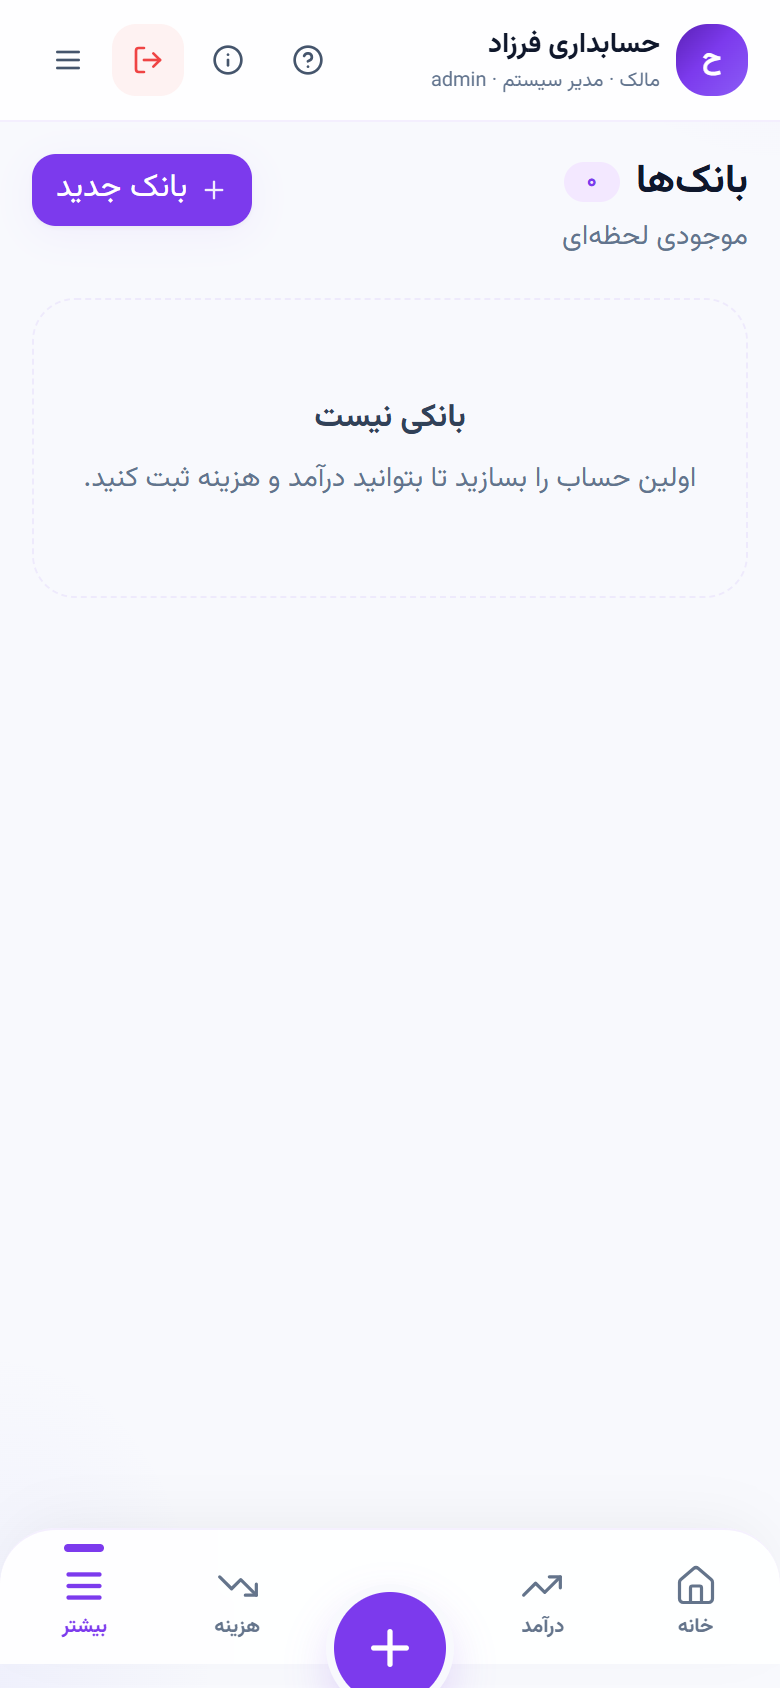 ح
حسابداری فرزاد
مالک · مدیر سیستم · admin
بانک‌ها ۰
موجودی لحظه‌ای
بانک جدید
بانکی نیست
اولین حساب را بسازید تا بتوانید درآمد و هزینه ثبت کنید.
خانه
درآمد
هزینه
بیشتر